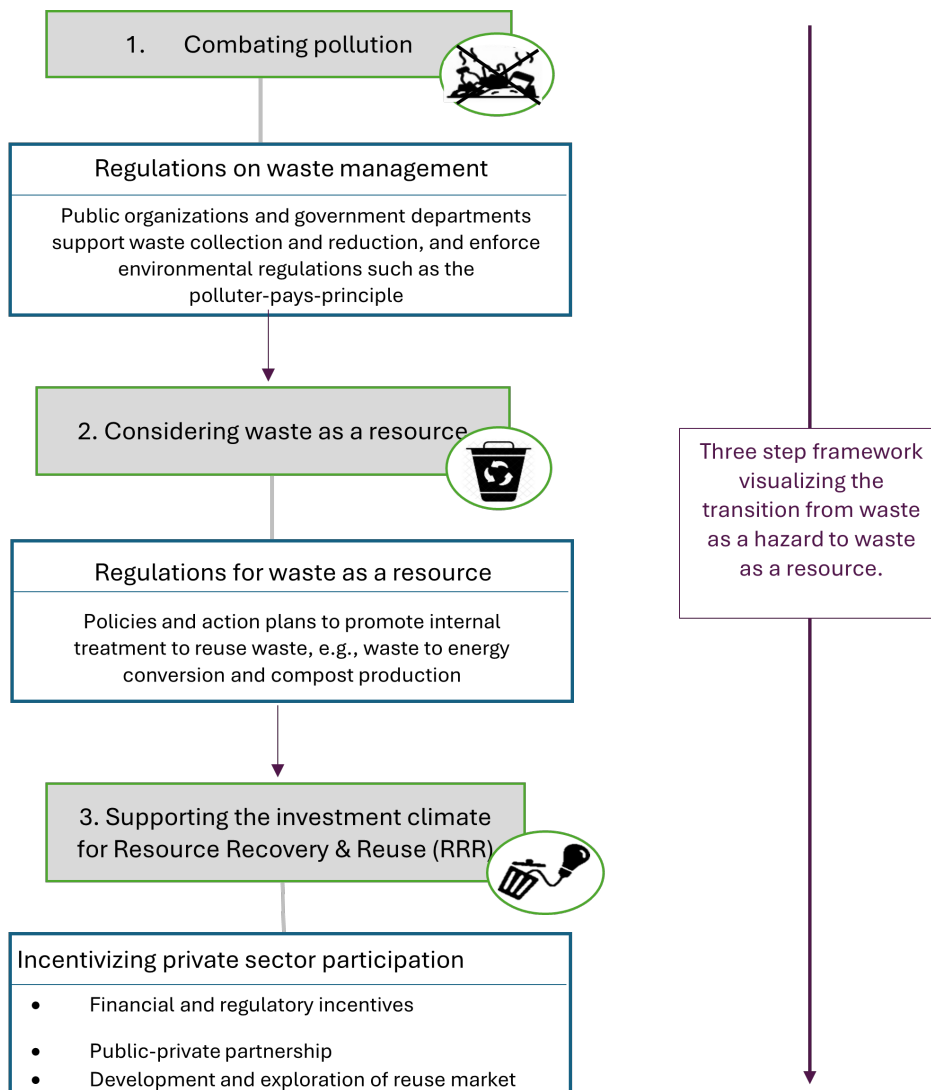 1. Combating pollution
Regulations on waste management
Public organizations and government departments
support waste collection and reduction, and enforce
environmental regulations such as the
polluter-pays-principle
2. Considering waste as a resource
Regulations for waste as a resource
Policies and action plans to promote internal
treatment to reuse waste, e.g., waste to energy
conversion and compost production
3. Supporting the investment climate
for Resource Recovery & Reuse (RRR)
Incentivizing private sector participation
• Financial and regulatory incentives
• Public-private partnership
• Development and exploration of reuse market
Three step framework
visualizing the
transition from waste
as a hazard to waste
as a resource.